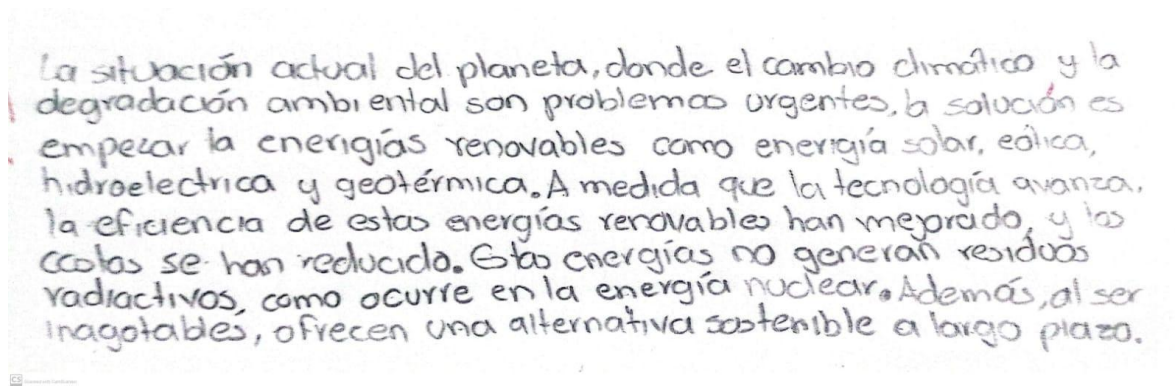 La situación actual del planeta, donde el cambio climático y la
degradación ambiental son problemas urgentes, la solución es
empezar la enerigías renovables como energía solar, eólica,
hidroelectrica y geotérmica. A medida que la tecnología avanza,
la eficiencia de estas energías renovables han mejorado, y los
costos se han reducido. Estas energías no generan residuos
radiactivos, como ocurre en la energía nuclear. Además, al ser
inagotables, ofrecen una alternativa sostenible a largo plazo.
CS